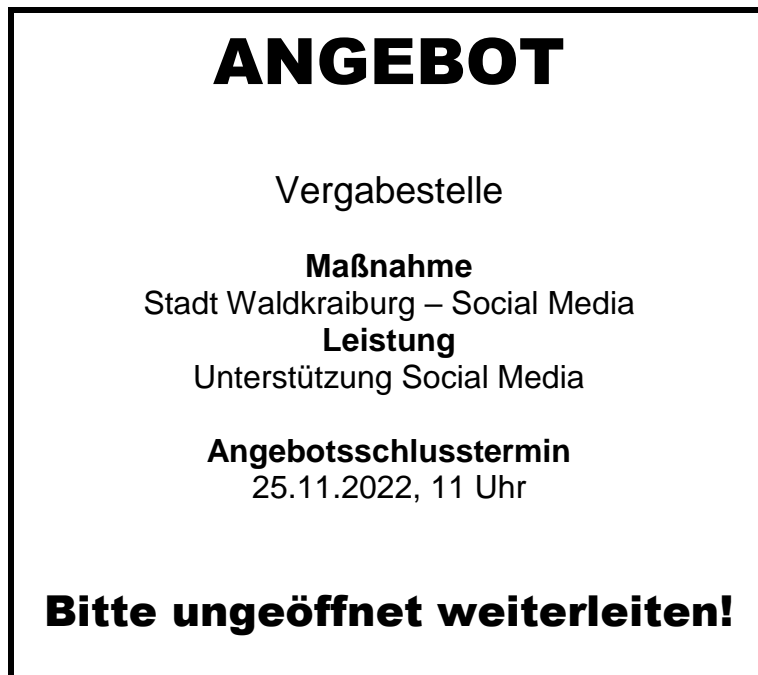 ANGEBOT
Vergabestelle
Maßnahme
Stadt Waldkraiburg – Social Media
Leistung
Unterstützung Social Media
Angebotsschlusstermin
25.11.2022, 11 Uhr
Bitte ungeöffnet weiterleiten!